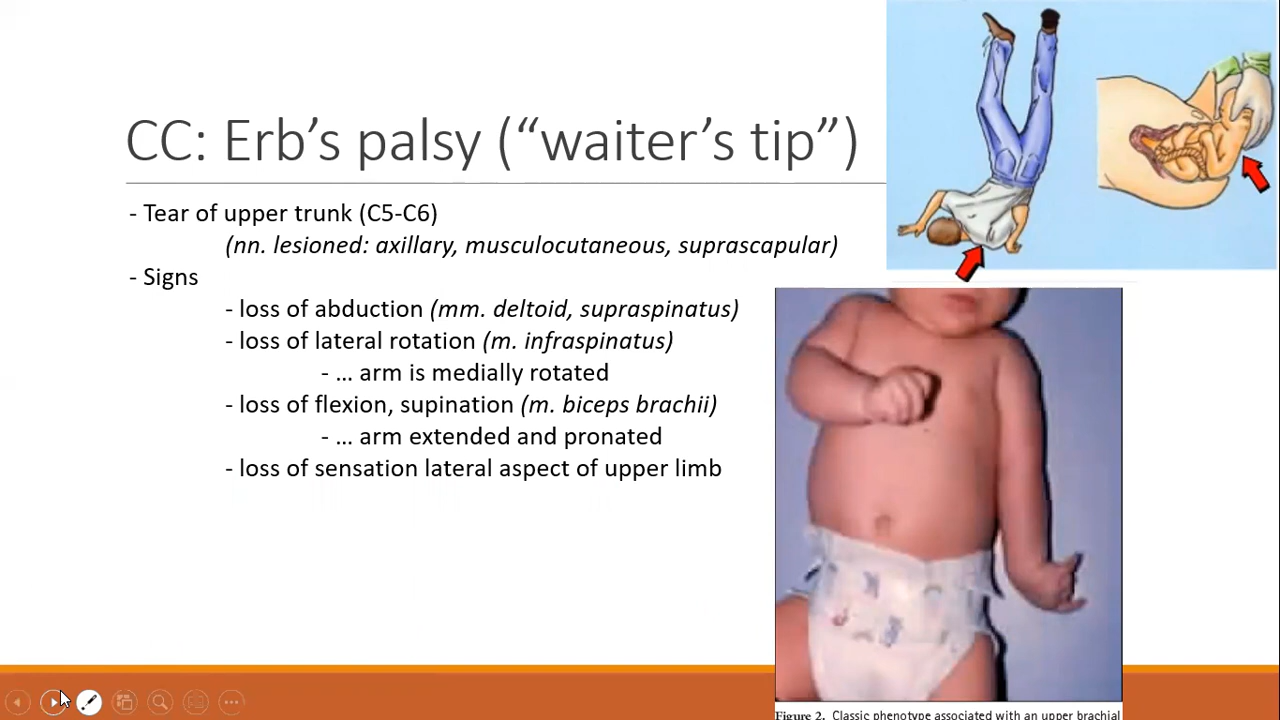 CC: Erb’s palsy (“waiter’s tip”)
- Tear of upper trunk (C5-C6)
(nn. lesioned: axillary, musculocutaneous, suprascapular)
- Signs
- loss of abduction (mm. deltoid, supraspinatus)
- loss of lateral rotation (m. infraspinatus)
- … arm is medially rotated
- loss of flexion, supination (m. biceps brachii)
- … arm extended and pronated
- loss of sensation lateral aspect of upper limb
Figure 2. Classic phenotype associated with an upper brachial